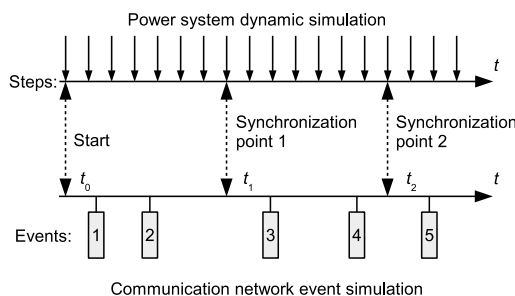 Power system dynamic simulation
Steps:
t
Start
Synchronization
point 1
Synchronization
point 2
t0
t1
t2
t
Events:
1
2
3
4
5
Communication network event simulation